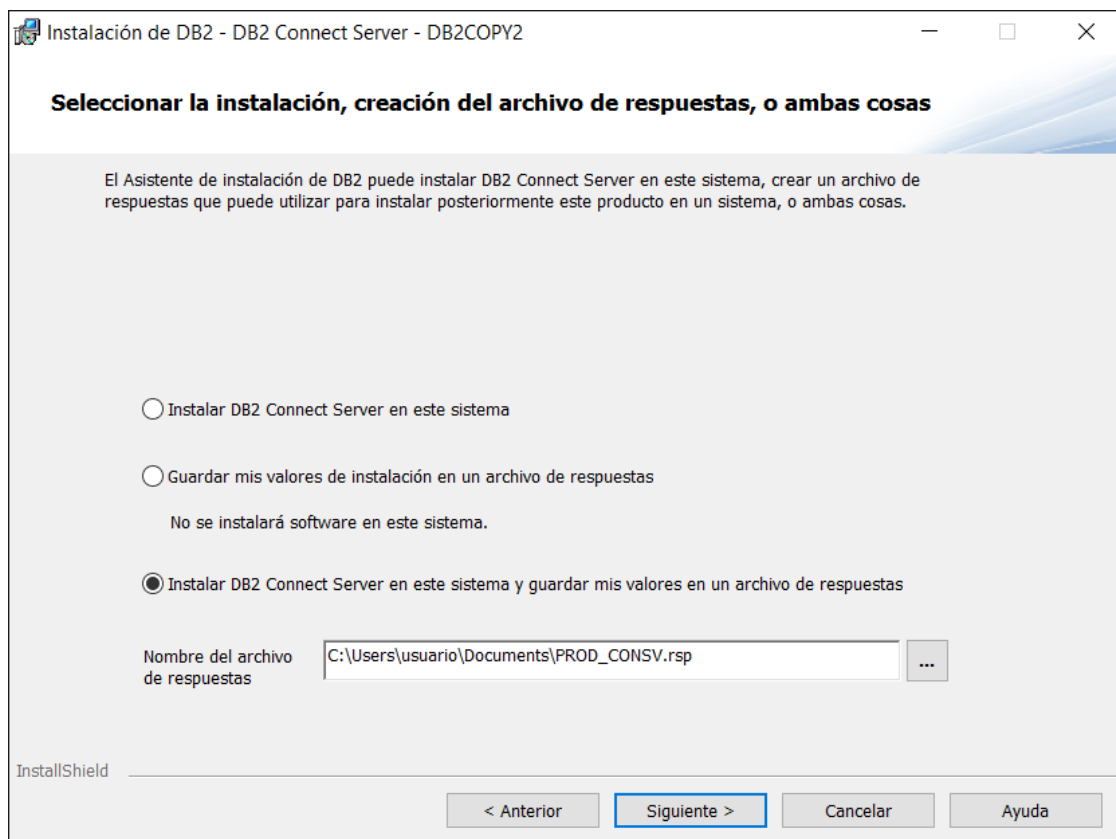 Instalación de DB2 - DB2 Connect Server - DB2COPY2
Seleccionar la instalación, creación del archivo de respuestas, o ambas cosas
El Asistente de instalación de DB2 puede instalar DB2 Connect Server en este sistema, crear un archivo de
respuestas que puede utilizar para instalar posteriormente este producto en un sistema, o ambas cosas.
Instalar DB2 Connect Server en este sistema
Guardar mis valores de instalación en un archivo de respuestas
No se instalará software en este sistema.
Instalar DB2 Connect Server en este sistema y guardar mis valores en un archivo de respuestas
Nombre del archivo
de respuestas
C:\Users\usuario\Documents\PROD_CONSV.rsp
...
InstallShield
< Anterior
Siguiente >
Cancelar
Ayuda